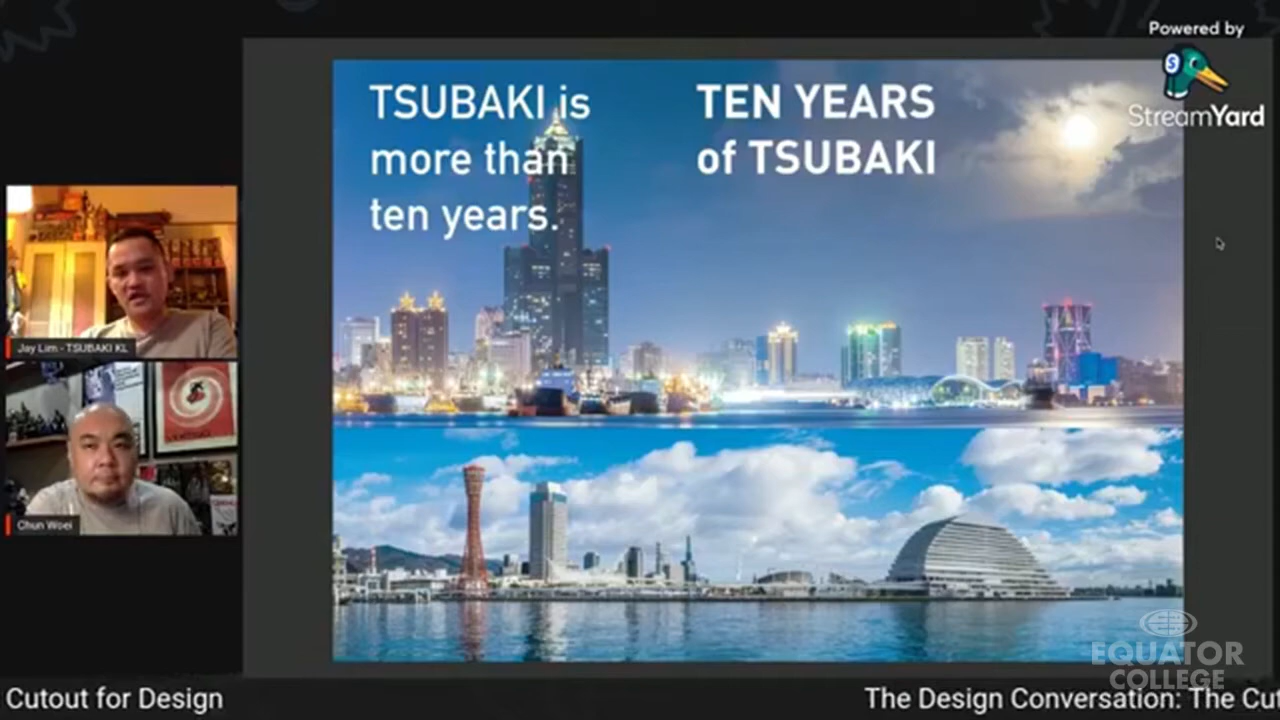 Powered by
StreamYard
TSUBAKI is
more than
ten years.
TEN YEARS
of TSUBAKI
Jay Lim - TSUBAKI KL
Chun Woei
EQUATOR
COLLEGE
Cutout for Design
The Design Conversation: The Cut